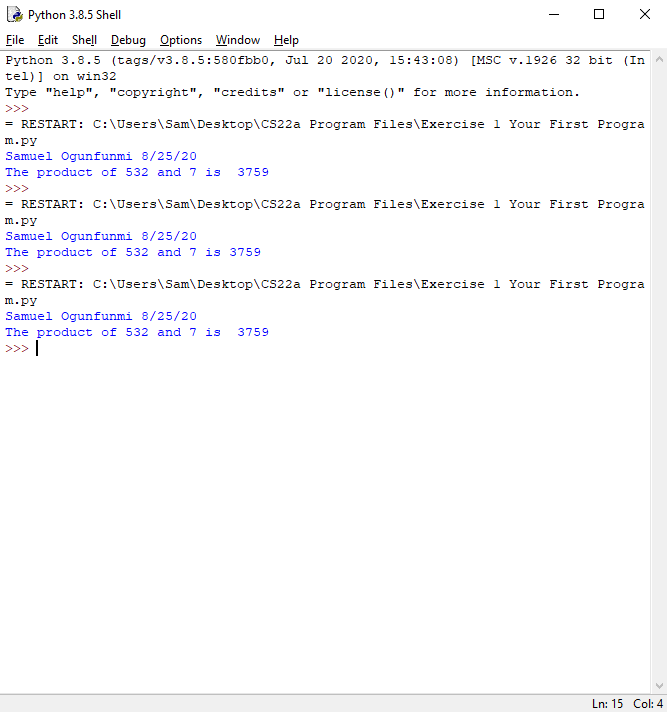 Python 3.8.5 Shell
File Edit Shell Debug Options Window Help
Python 3.8.5 (tags/v3.8.5:580fbb0, Jul 20 2020, 15:43:08) [MSC v.1926 32 bit (In
tel)] on win32
Type "help", "copyright", "credits" or "license()" for more information.
>>>
= RESTART: C:\Users\Sam\Desktop\CS22a Program Files\Exercise 1 Your First Progra
m.py
Samuel Ogunfunmi 8/25/20
The product of 532 and 7 is  3759
>>>
= RESTART: C:\Users\Sam\Desktop\CS22a Program Files\Exercise 1 Your First Progra
m.py
Samuel Ogunfunmi 8/25/20
The product of 532 and 7 is 3759
>>>
= RESTART: C:\Users\Sam\Desktop\CS22a Program Files\Exercise 1 Your First Progra
m.py
Samuel Ogunfunmi 8/25/20
The product of 532 and 7 is  3759
>>>
Ln: 15 Col: 4